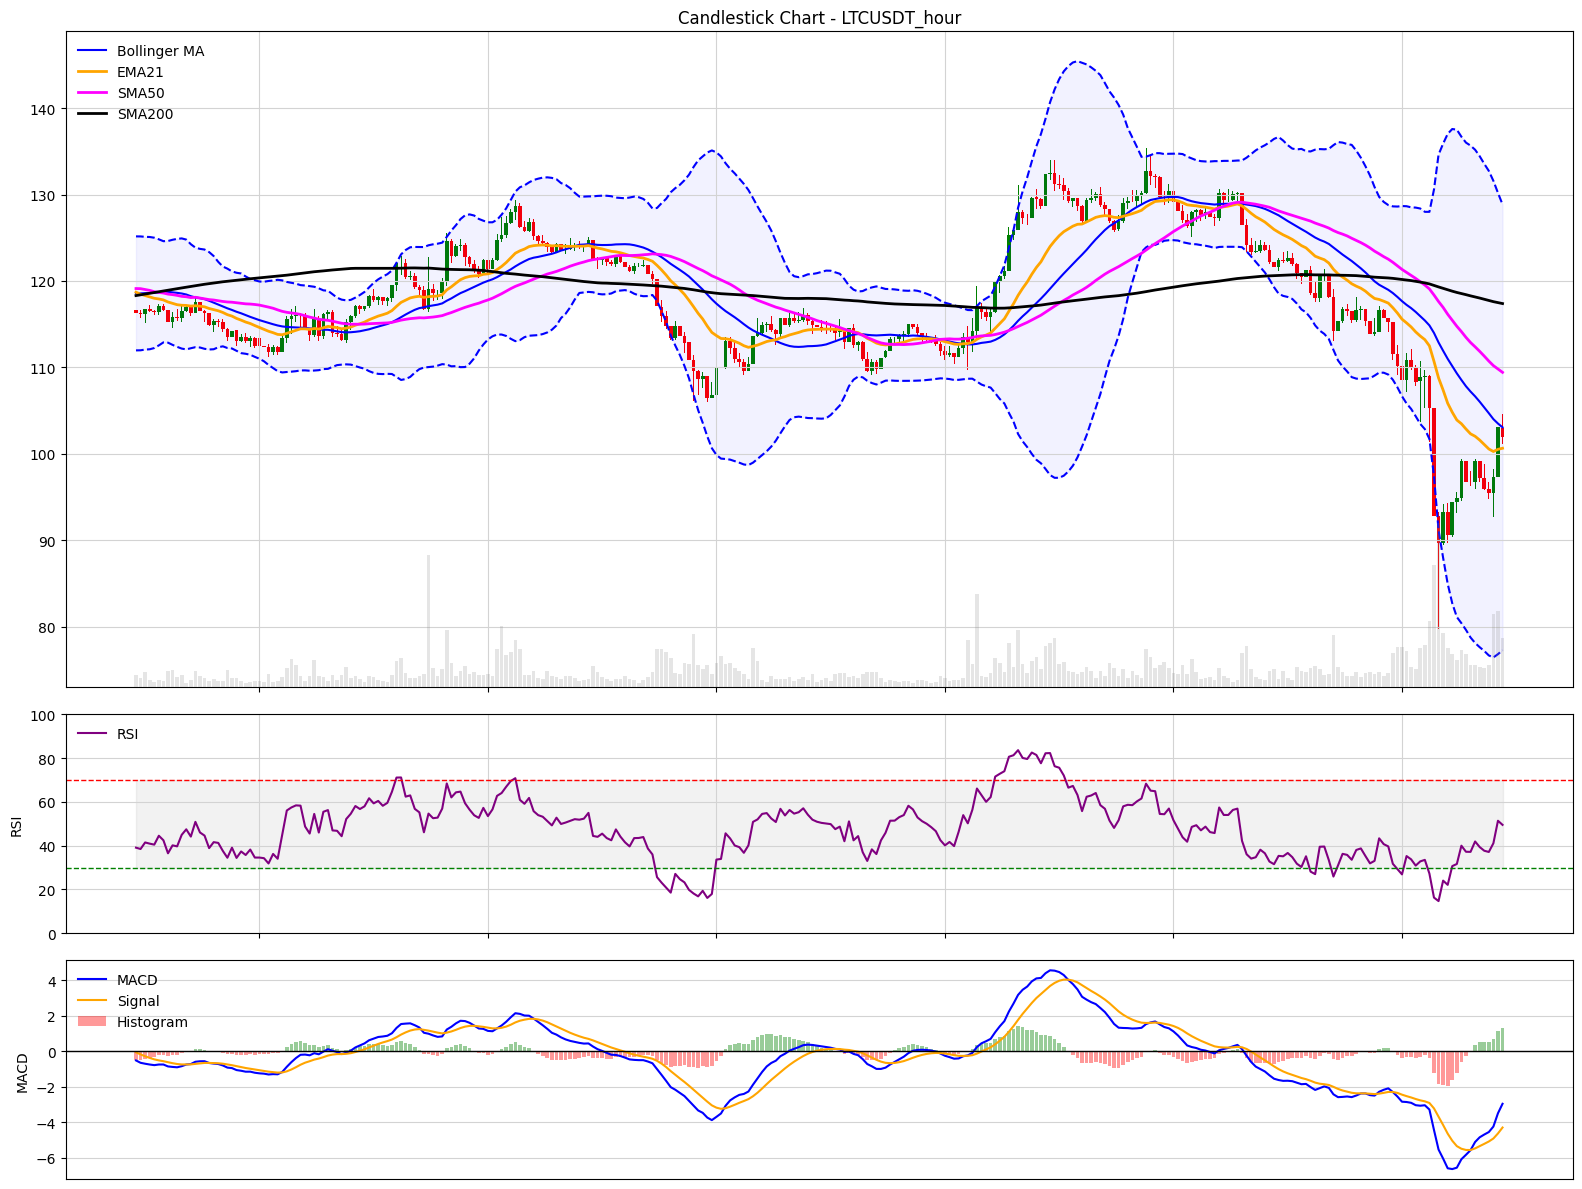 Candlestick Chart - LTCUSDT_hour
Bollinger MA
EMA21
SMA50
SMA200
140
130
120
110
100
90
80
RSI
100
80
60
40
20
0
RSI
MACD
Signal
Histogram
4
2
0
−2
−4
−6
MACD